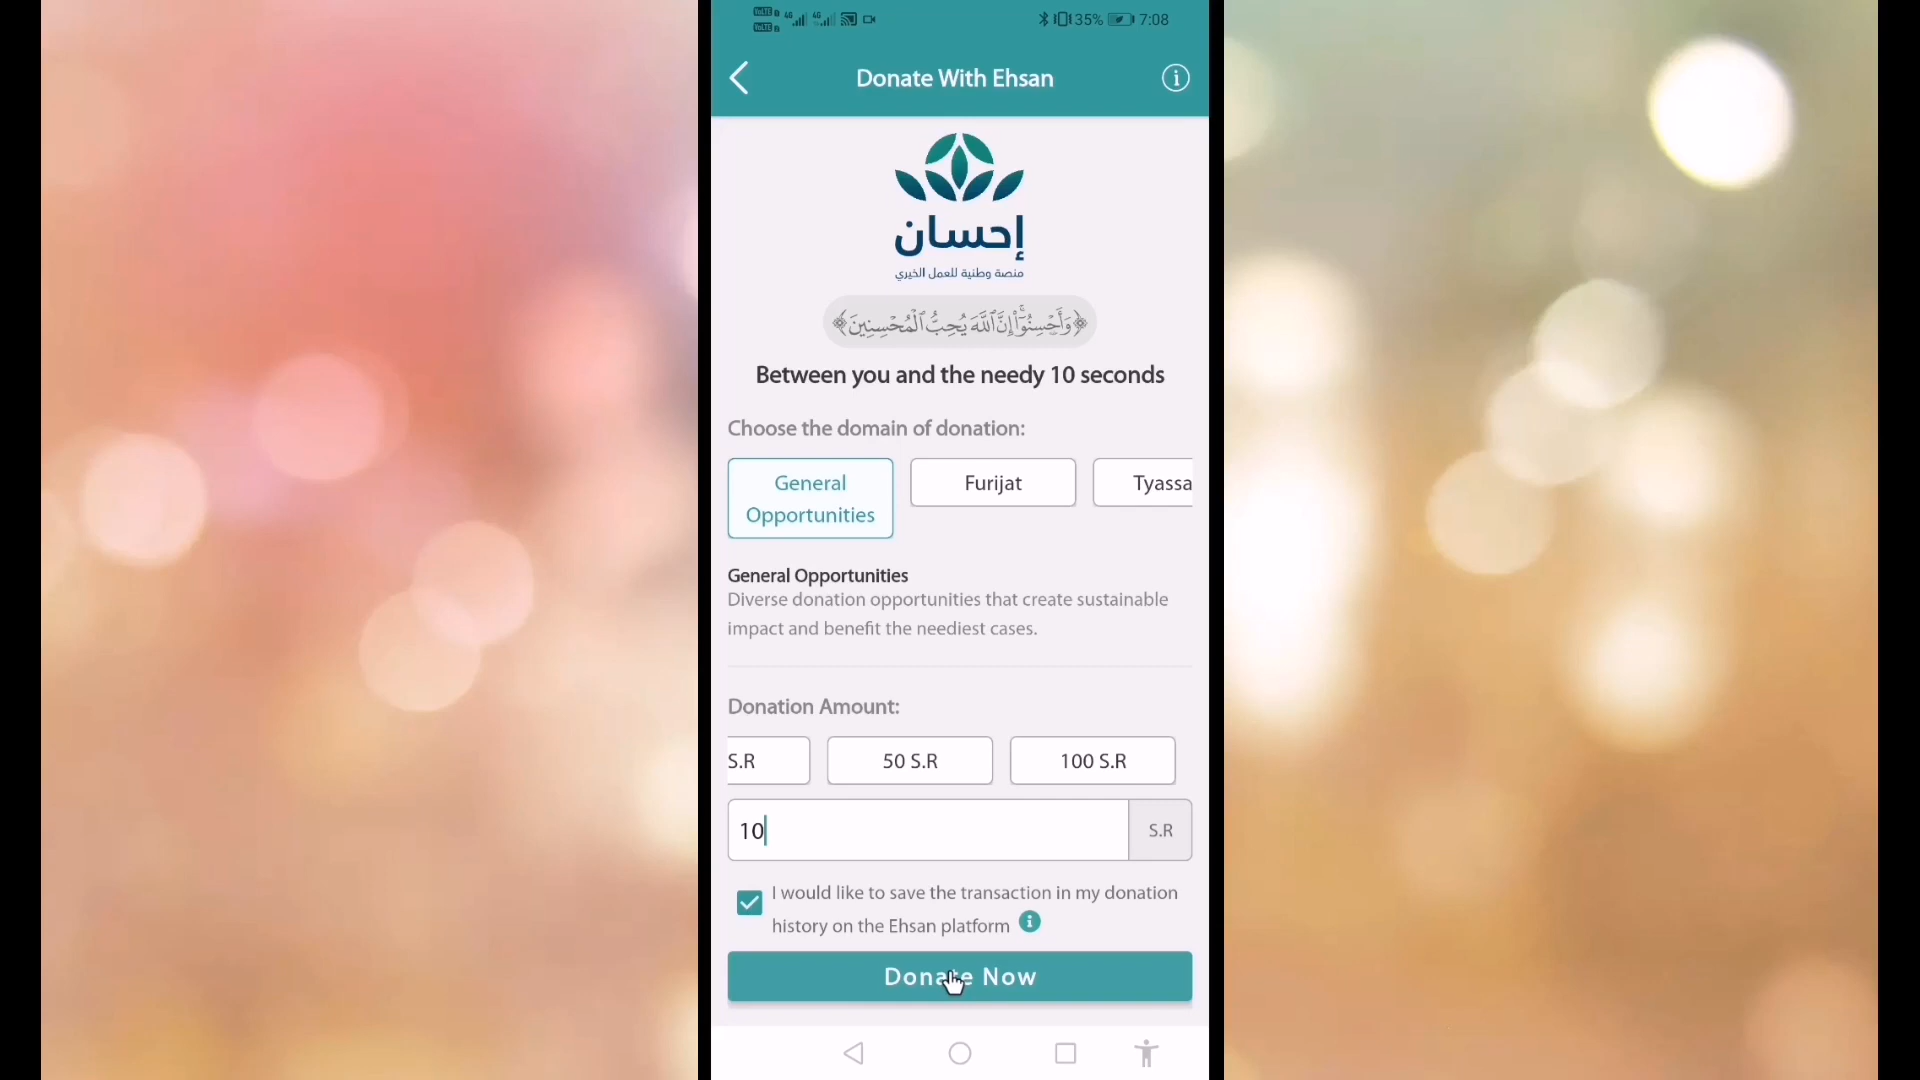 35% 7:08
Donate With Ehsan
إحسان
منصة وطنية للعمل الخيري
﴿وَأَحْسِنُوٓا۟ إِنَّ ٱللَّهَ يُحِبُّ ٱلْمُحْسِنِينَ﴾
Between you and the needy 10 seconds
Choose the domain of donation:
General
Opportunities
Furijat
Tyassa
General Opportunities
Diverse donation opportunities that create sustainable
impact and benefit the neediest cases.
Donation Amount:
S.R
50 S.R
100 S.R
10
S.R
I would like to save the transaction in my donation
history on the Ehsan platform
Donate Now